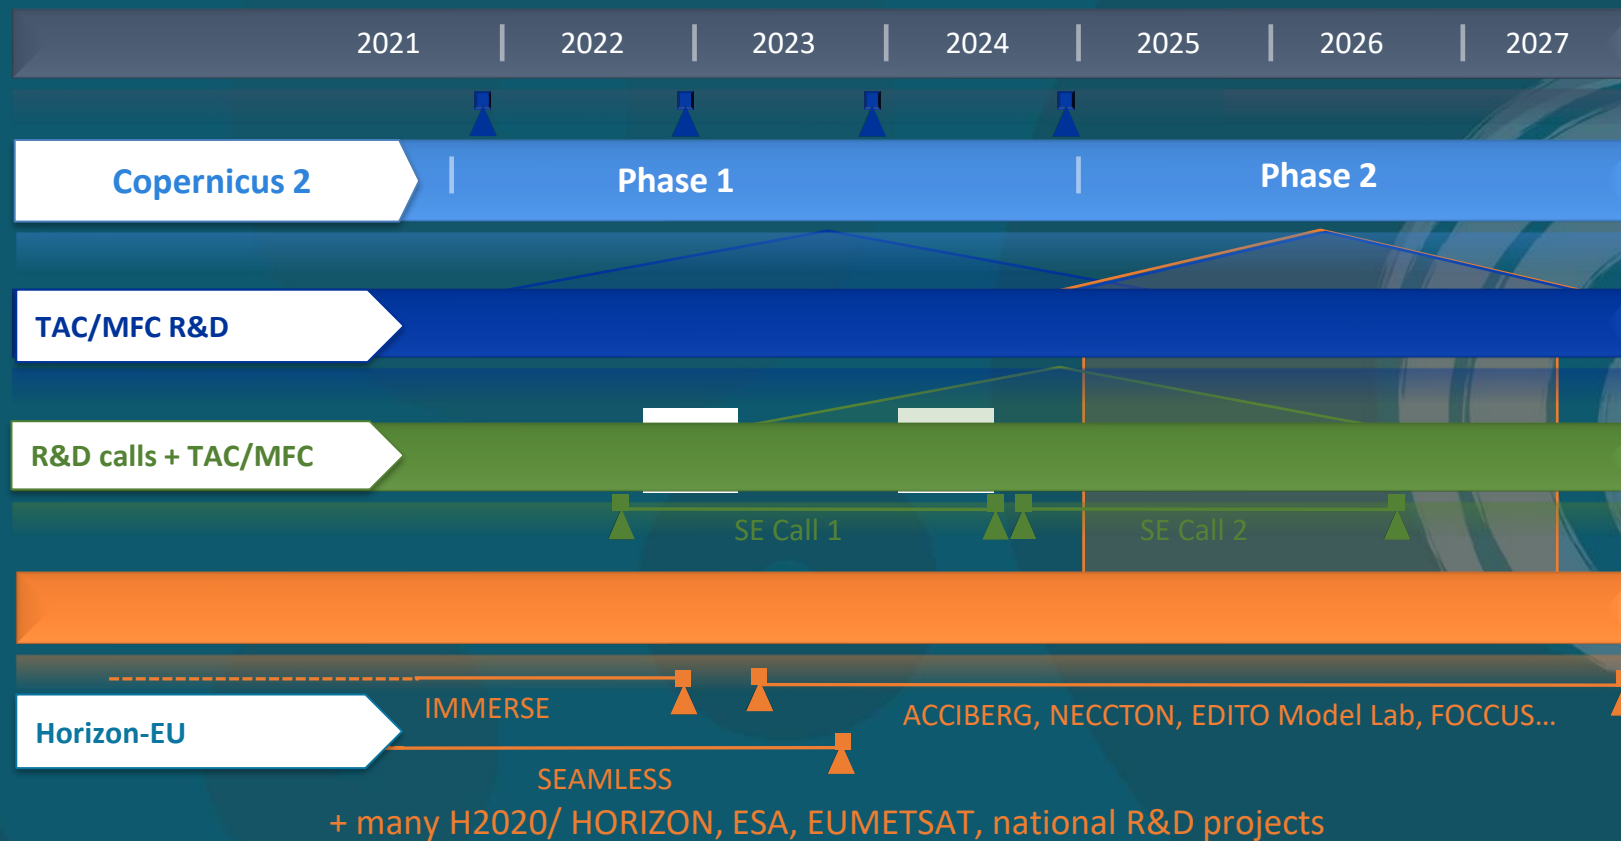 2021 2022 2023 2024 2025 2026 2027
Copernicus 2
Phase 1
Phase 2
TAC/MFC R&D
R&D calls + TAC/MFC
SE Call 1
SE Call 2
IMMERSE
ACCIBERG, NECCTON, EDITO Model Lab, FOCCUS...
Horizon-EU
SEAMLESS
+ many H2020/ HORIZON, ESA, EUMETSAT, national R&D projects